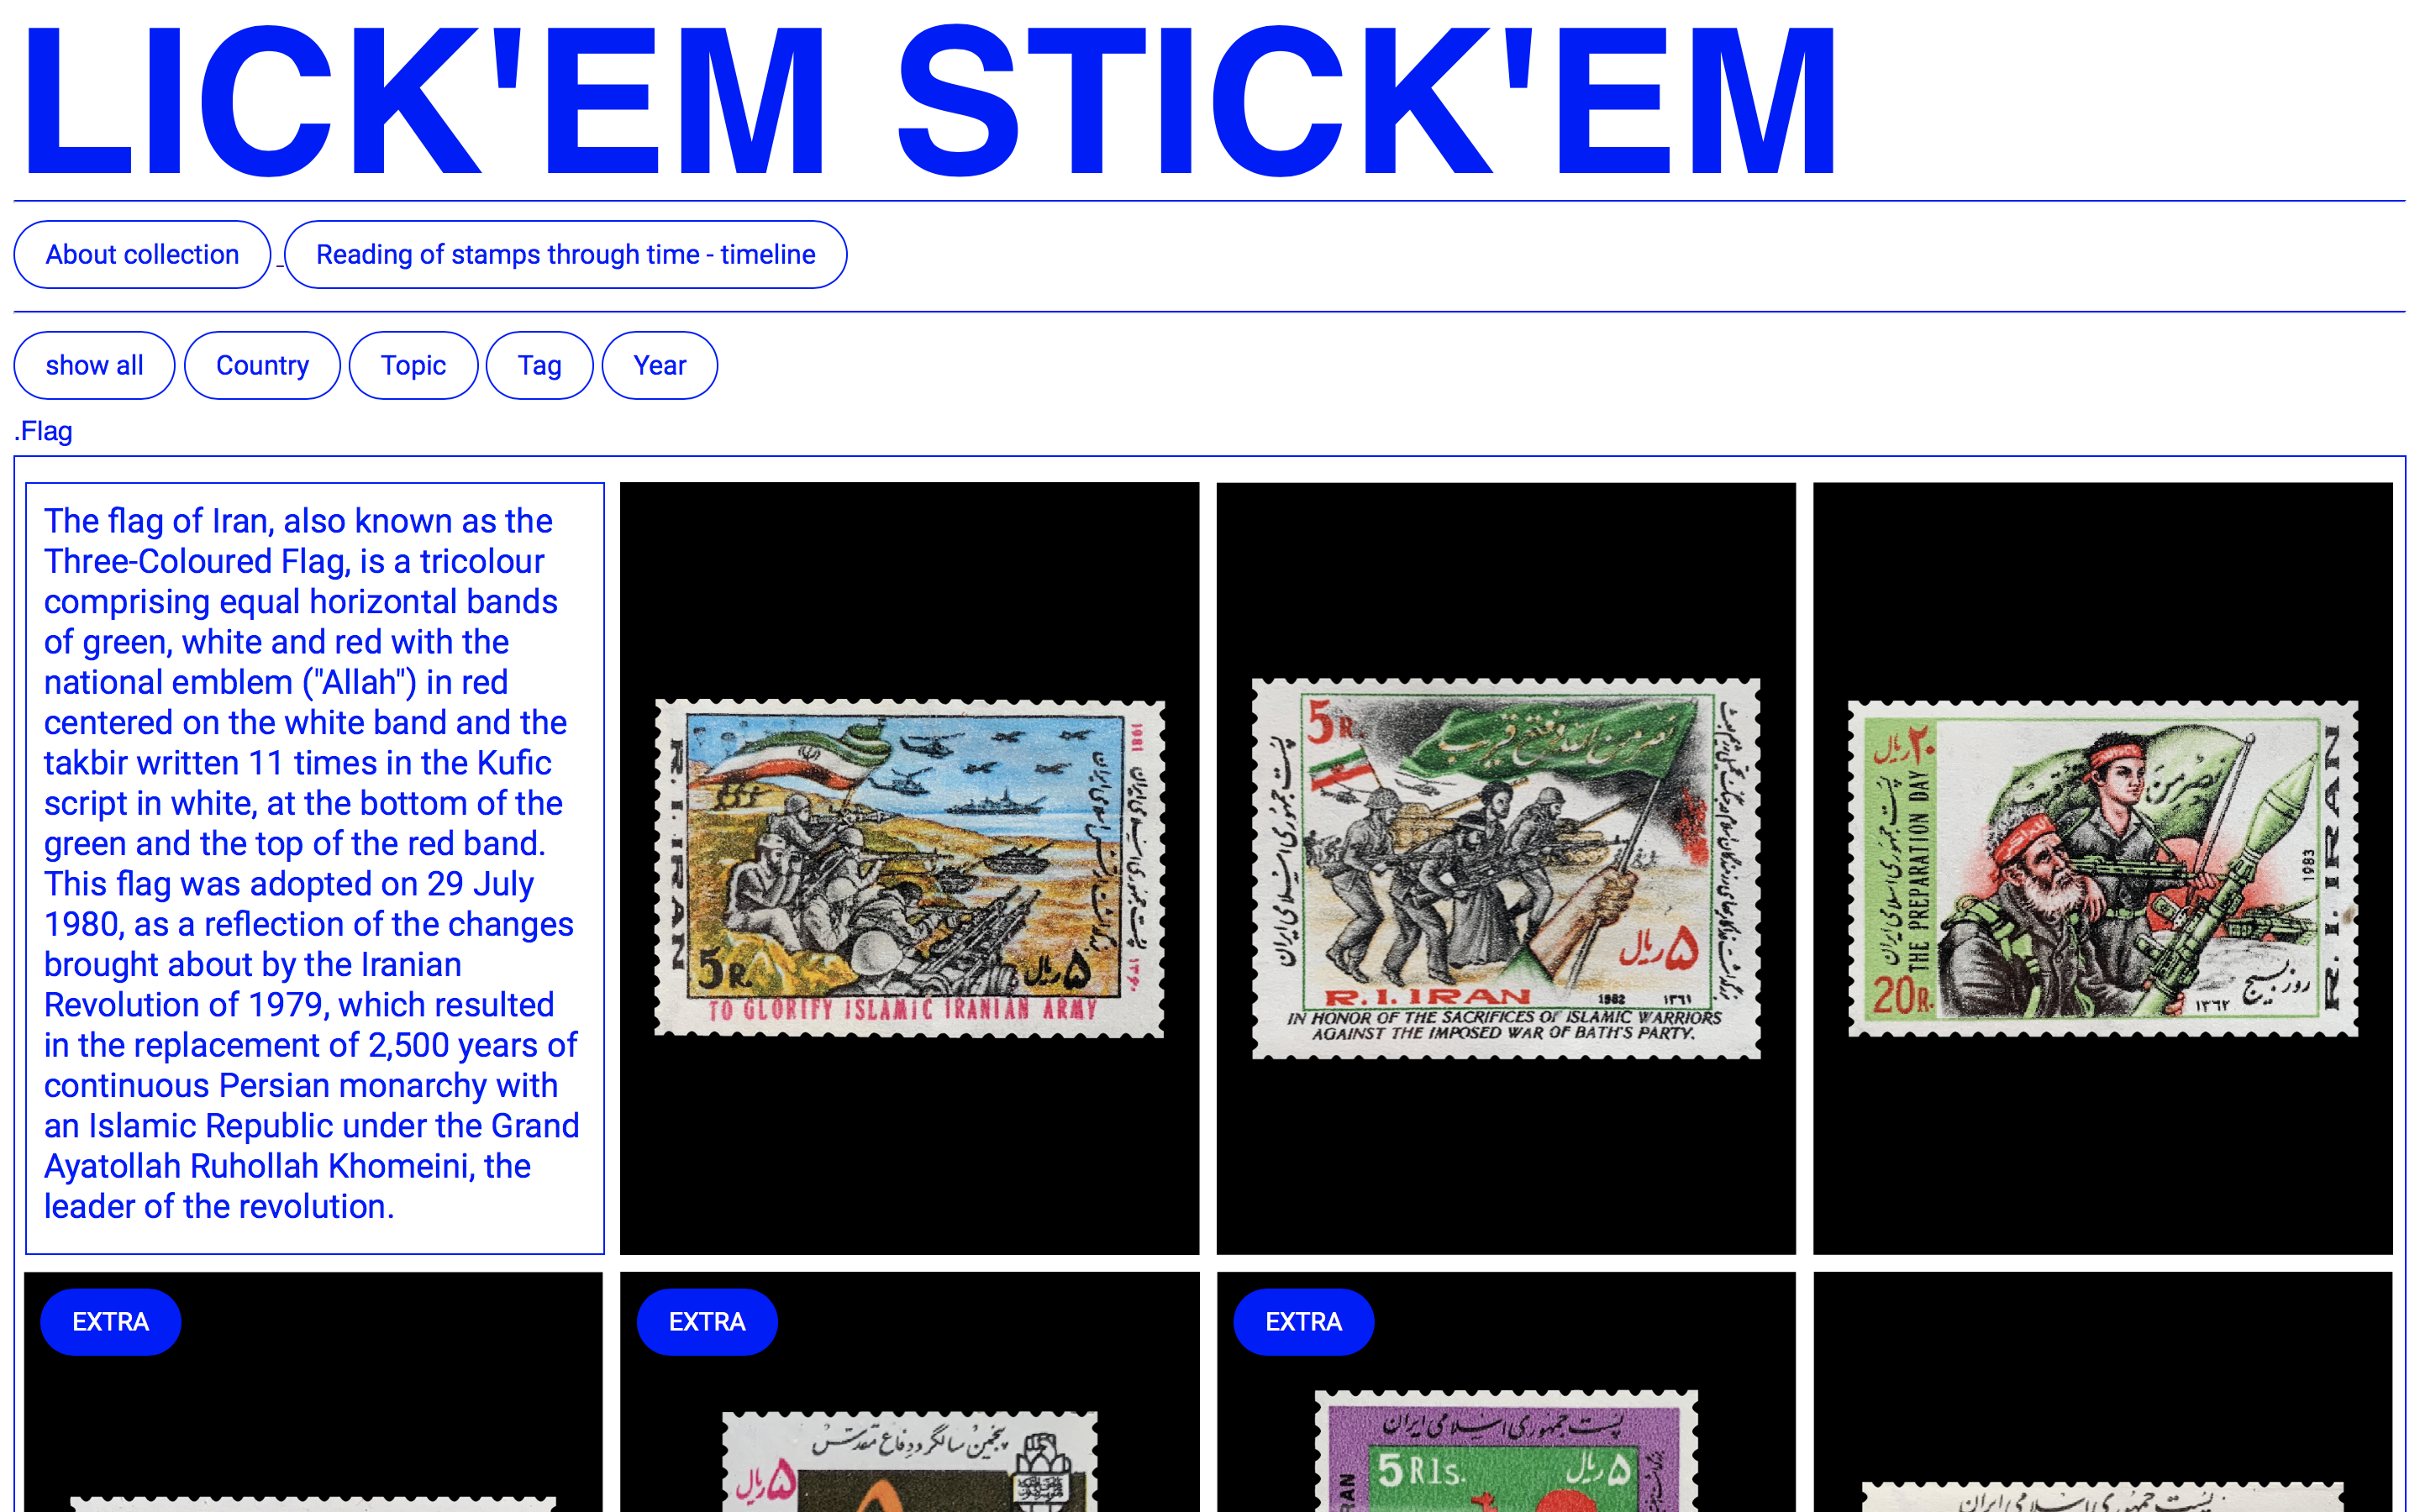 LICK'EM STICK'EM
About collection
Reading of stamps through time - timeline
show all
Country
Topic
Tag
Year
.Flag
The flag of Iran, also known as the
Three-Coloured Flag, is a tricolour
comprising equal horizontal bands
of green, white and red with the
national emblem ("Allah") in red
centered on the white band and the
takbir written 11 times in the Kufic
script in white, at the bottom of the
green and the top of the red band.
This flag was adopted on 29 July
1980, as a reflection of the changes
brought about by the Iranian
Revolution of 1979, which resulted
in the replacement of 2,500 years of
continuous Persian monarchy with
an Islamic Republic under the Grand
Ayatollah Ruhollah Khomeini, the
leader of the revolution.
R. I. IRAN
1981
۱۳۶۰
پست جمهوری اسلامی ایران
5 R.
۵ ریال
TO GLORIFY ISLAMIC IRANIAN ARMY
5 R.
نصر من الله و فتح قریب
پست جمهوری اسلامی ایران
۵ ریال
R. I. IRAN
1982
۱۳۶۱
IN HONOR OF THE SACRIFICES OF ISLAMIC WARRIORS
AGAINST THE IMPOSED WAR OF BATH'S PARTY.
۲۰ ریال
پست جمهوری اسلامی ایران
THE PREPARATION DAY
20 R.
1983
R. I. IRAN
روز بسیج
۱۳۶۲
EXTRA
EXTRA
پنجمین سالگرد دفاع مقدس
۵ ریال
EXTRA
پست جمهوری اسلامی ایران
5 Rls.
۵ ریال
RAN
پست جمهوری اسلامی ایران